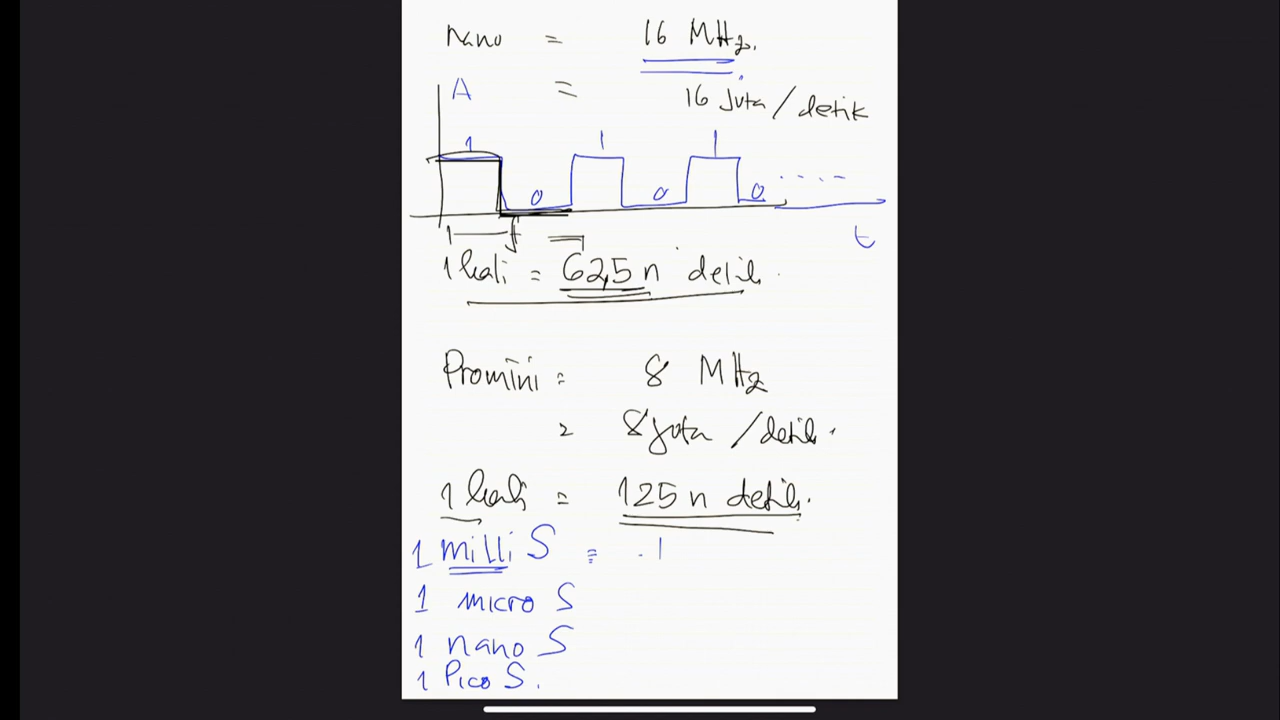 nano = 16 MHz.
A = 16 Juta / detik
1 1 1
0 0 0 ....
t
1 kali = 62,5 n detik.
Promini = 8 MHz
= 8 juta / detik.
1 kali = 125 n detik.
1 milli S = . 1
1 micro S
1 nano S
1 Pico S.